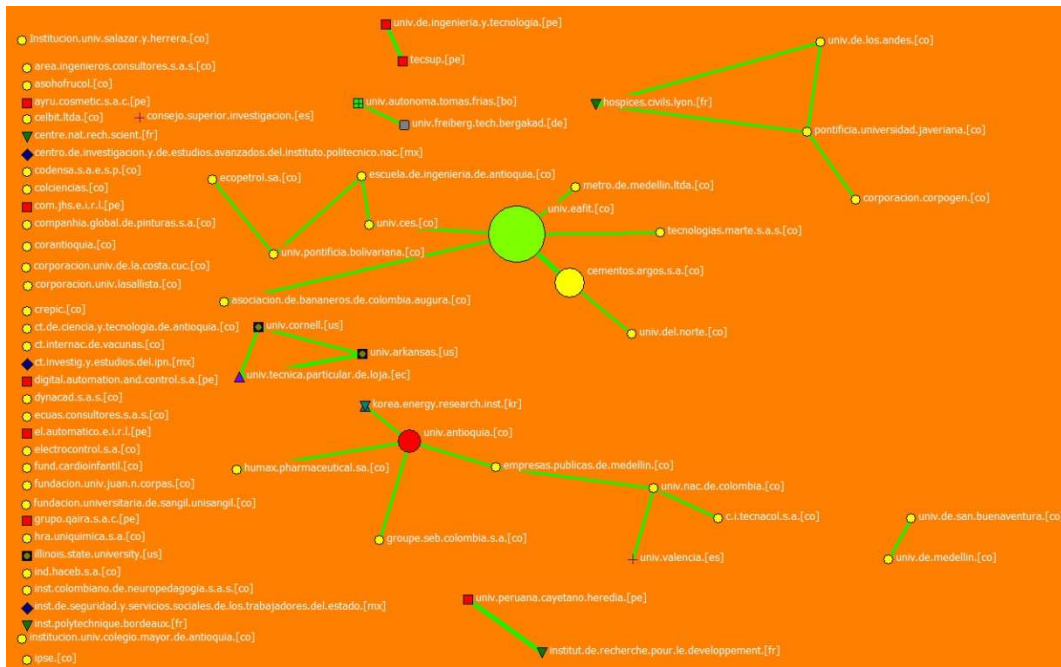 Institucion.univ.salazar.y.herrera.[co]
area.ingenieros.consultores.s.a.s.[co]
asohofrucol.[co]
ayru.cosmetic.s.a.c.[pe]
celbit.ltda.[co]
consejo.superior.investigacion.[es]
centre.nat.rech.scient.[fr]
centro.de.investigacion.y.de.estudios.avanzados.del.instituto.politecnico.nac.[mx]
codensa.s.a.e.s.p.[co]
colciencias.[co]
com.jhs.e.i.r.l.[pe]
companhia.global.de.pinturas.s.a.[co]
corantioquia.[co]
corporacion.univ.de.la.costa.cuc.[co]
corporacion.univ.lasallista.[co]
crepic.[co]
ct.de.ciencia.y.tecnologia.de.antioquia.[co]
ct.internac.de.vacunas.[co]
ct.investig.y.estudios.del.ipn.[mx]
digital.automation.and.control.s.a.[pe]
dynacad.s.a.s.[co]
ecuas.consultores.s.a.s.[co]
el.automatico.e.i.r.l.[pe]
electrocontrol.s.a.[co]
fund.cardioinfantil.[co]
fundacion.univ.juan.n.corpas.[co]
fundacion.universitaria.de.sangil.unisangil.[co]
grupo.qaira.s.a.c.[pe]
hra.uniquimica.s.a.[co]
illinois.state.university.[us]
ind.haceb.s.a.[co]
inst.colombiano.de.neuropedagogia.s.a.s.[co]
inst.de.seguridad.y.servicios.sociales.de.los.trabajadores.del.estado.[mx]
inst.polytechnique.bordeaux.[fr]
institucion.univ.colegio.mayor.de.antioquia.[co]
ipse.[co]
univ.de.ingenieria.y.tecnologia.[pe]
tecsup.[pe]
univ.autonoma.tomas.frias.[bo]
univ.freiberg.tech.bergakad.[de]
univ.de.los.andes.[co]
hospices.civils.lyon.[fr]
pontificia.universidad.javeriana.[co]
corporacion.corpogen.[co]
ecopetrol.sa.[co]
escuela.de.ingenieria.de.antioquia.[co]
univ.ces.[co]
univ.pontificia.bolivariana.[co]
metro.de.medellin.ltda.[co]
univ.eafit.[co]
tecnologias.marte.s.a.s.[co]
cementos.argos.s.a.[co]
asociacion.de.bananeros.de.colombia.augura.[co]
univ.del.norte.[co]
univ.cornell.[us]
univ.arkansas.[us]
univ.tecnica.particular.de.loja.[ec]
korea.energy.research.inst.[kr]
univ.antioquia.[co]
humax.pharmaceutical.sa.[co]
empresas.publicas.de.medellin.[co]
univ.nac.de.colombia.[co]
groupe.seb.colombia.s.a.[co]
c.i.tecnacol.s.a.[co]
univ.valencia.[es]
univ.de.san.buenaventura.[co
univ.de.medellin.[co]
univ.peruana.cayetano.heredia.[pe]
institut.de.recherche.pour.le.developpement.[fr]